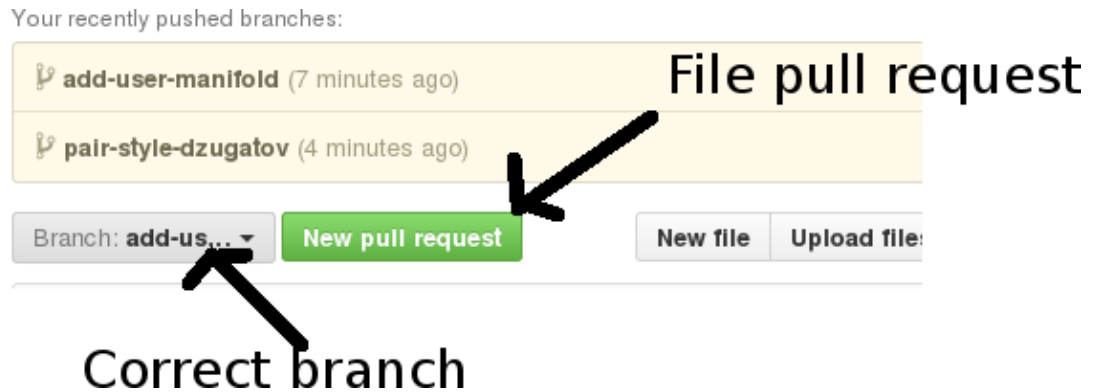 Your recently pushed branches:
add-user-manifold (7 minutes ago)
File pull request
pair-style-dzugatov (4 minutes ago)
Branch: add-us... New pull request New file Upload files
Correct branch